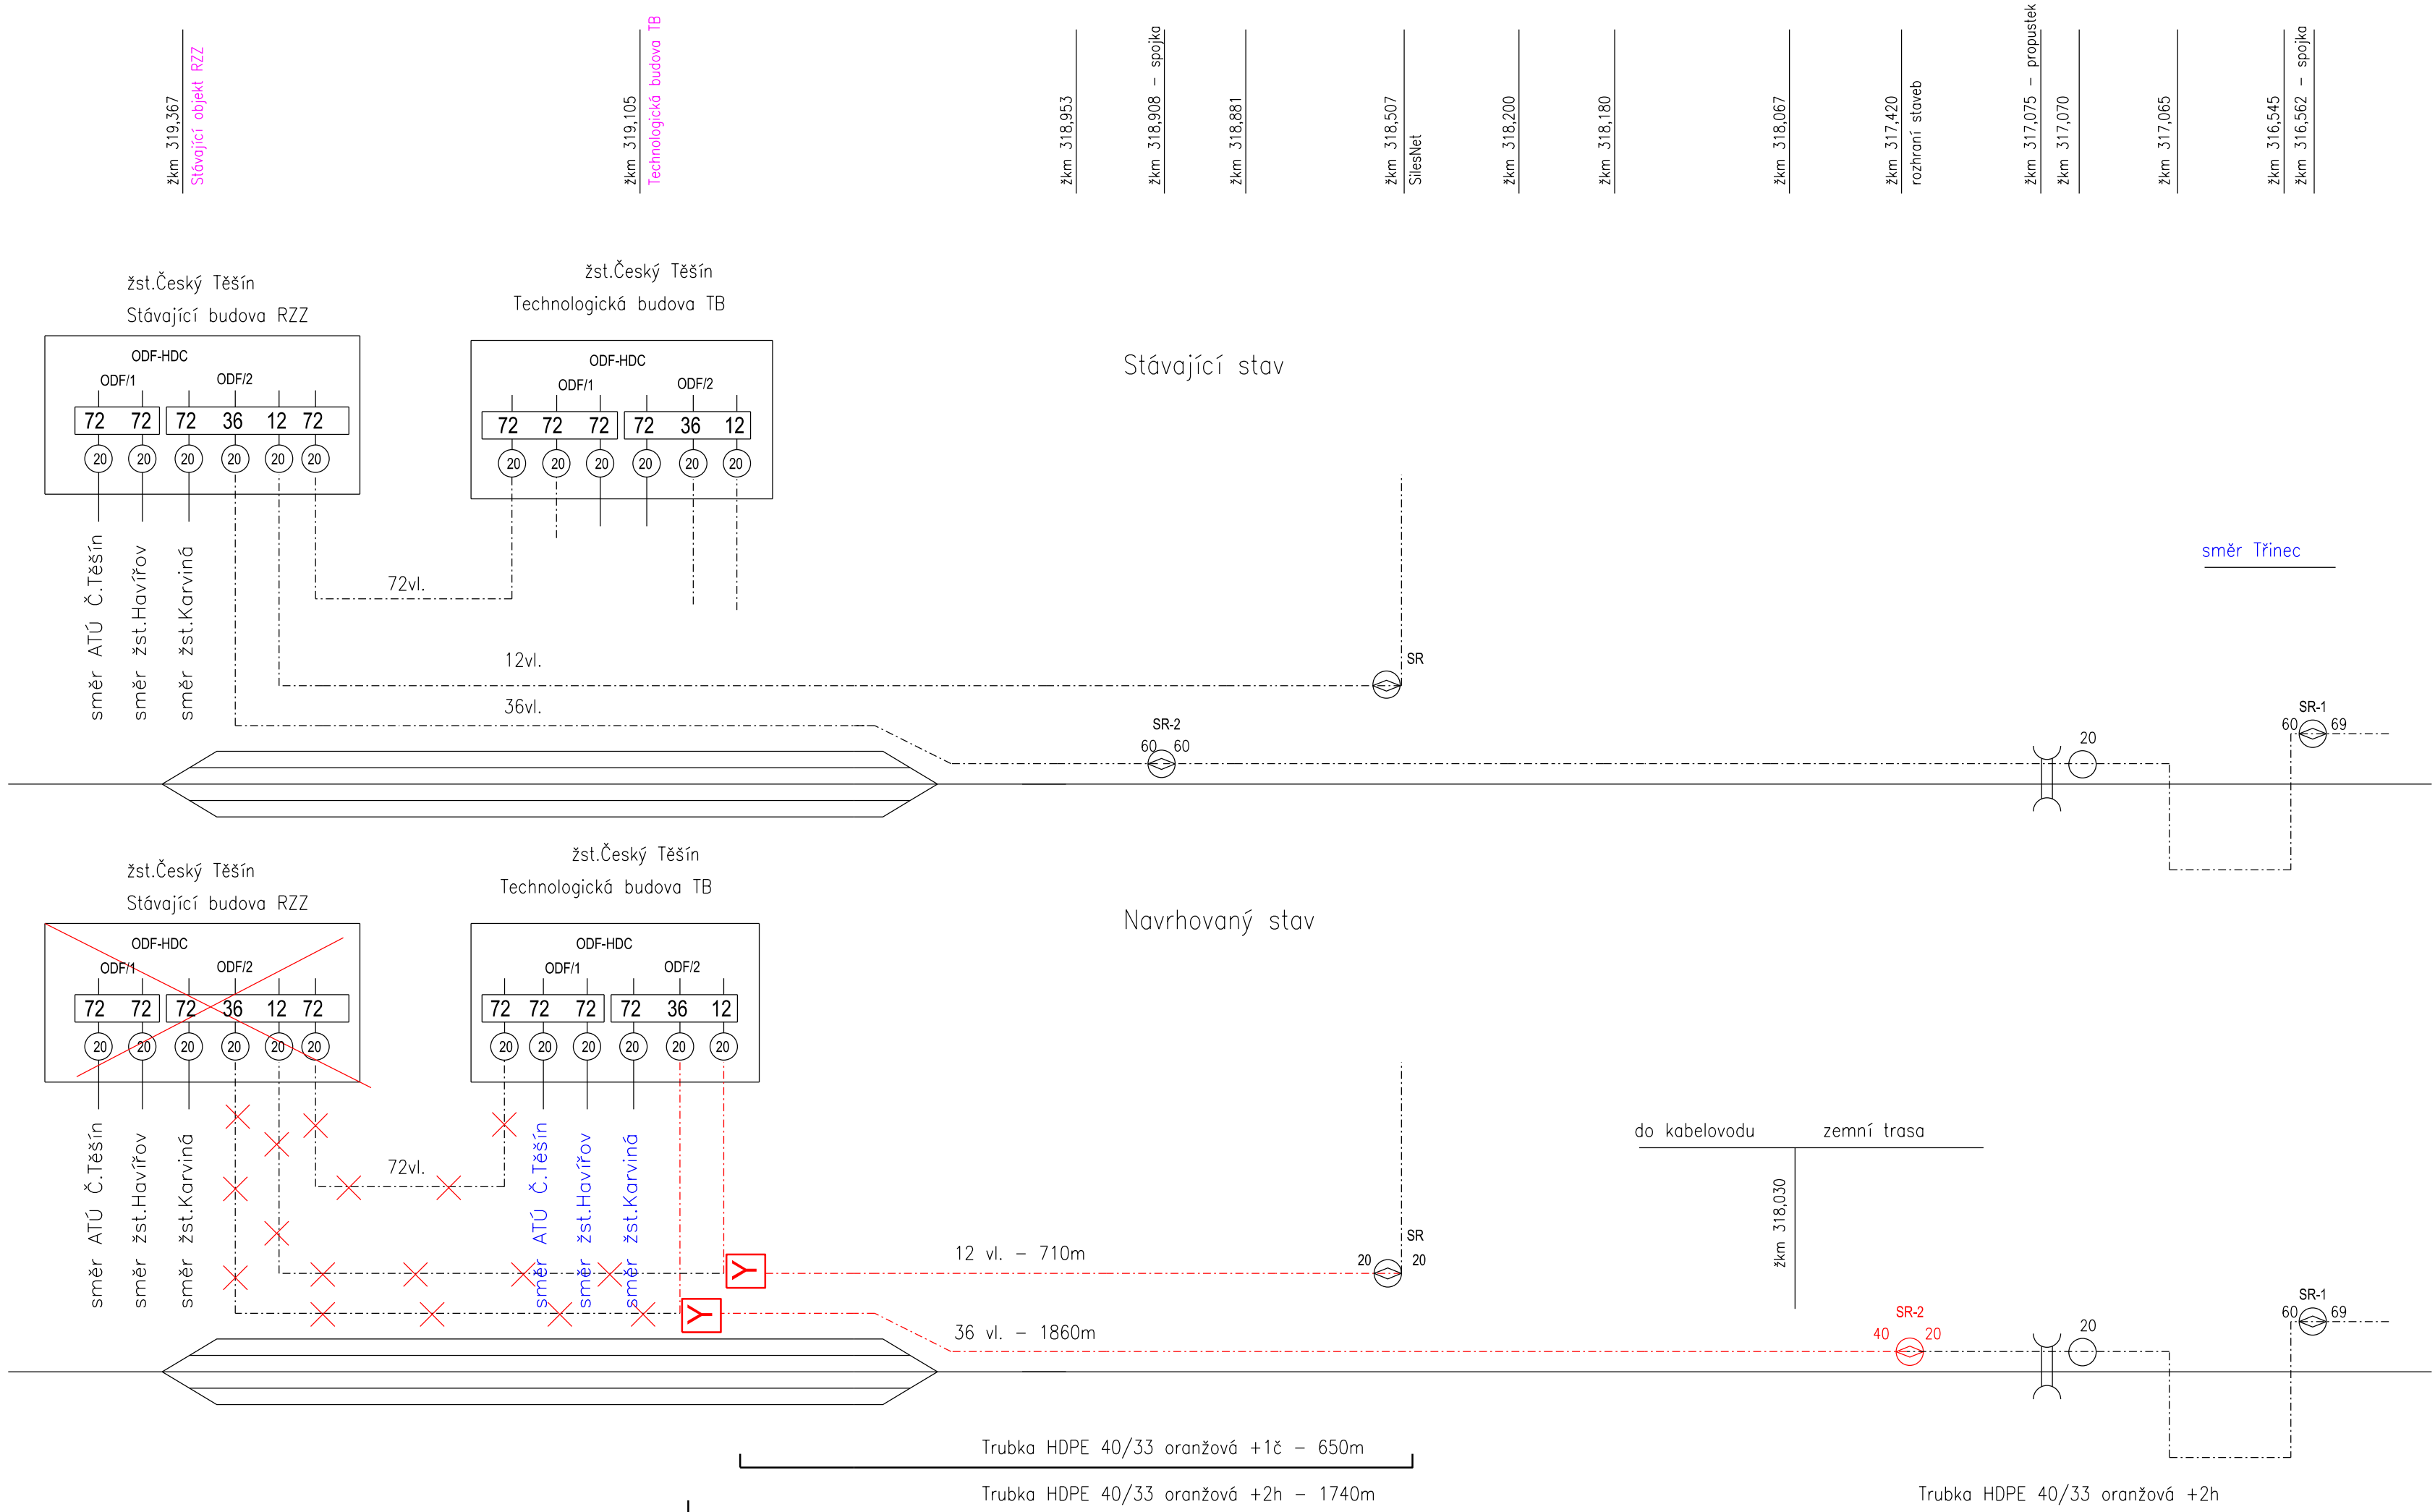 žkm 319,367
Stávající objekt RZZ
žkm 319,105
Technologická budova TB
žkm 318,953
žkm 318,908 – spojka
žkm 318,881
žkm 318,507
SilesNet
žkm 318,200
žkm 318,180
žkm 318,067
žkm 317,420
rozhraní staveb
žkm 317,075 – propustek
žkm 317,070
žkm 317,065
žkm 316,545
žkm 316,562 – spojka
žst.Český Těšín
Stávající budova RZZ
ODF-HDC
ODF/1 ODF/2
72 72 72 36 12 72
20 20 20 20 20 20
směr ATÚ Č.Těšín
směr žst.Havířov
směr žst.Karviná
žst.Český Těšín
Technologická budova TB
ODF-HDC
ODF/1 ODF/2
72 72 72 72 36 12
20 20 20 20 20 20
Stávající stav
směr Třinec
72vl.
12vl.
36vl.
SR
SR-2
60 60
20
SR-1
60 69
žst.Český Těšín
Stávající budova RZZ
ODF-HDC
ODF/1 ODF/2
72 72 72 36 12 72
20 20 20 20 20 20
směr ATÚ Č.Těšín
směr žst.Havířov
směr žst.Karviná
žst.Český Těšín
Technologická budova TB
ODF-HDC
ODF/1 ODF/2
72 72 72 72 36 12
20 20 20 20 20 20
směr ATÚ Č.Těšín
směr žst.Havířov
směr žst.Karviná
Navrhovaný stav
72vl.
do kabelovodu zemní trasa
žkm 318,030
Y
12 vl. – 710m
SR
20 20
Y
36 vl. – 1860m
SR-2
40 20
20
SR-1
60 69
Trubka HDPE 40/33 oranžová +1č – 650m
Trubka HDPE 40/33 oranžová +2h – 1740m
Trubka HDPE 40/33 oranžová +2h